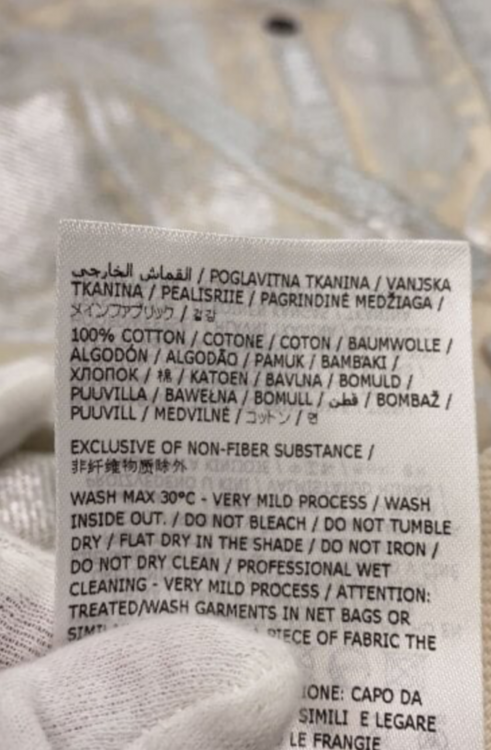 القماش الخارجي / POGLAVITNA TKANINA / VANJSKA
TKANINA / PEALISRIIE / PAGRINDINĖ MEDŽIAGA /
メインファブリック / 겉감
100% COTTON / COTONE / COTON / BAUMWOLLE /
ALGODÓN / ALGODÃO / PAMUK / BAMBAKI /
ХЛОПОК / 棉 / KATOEN / BAVLNA / BOMULD /
PUUVILLA / BAWEŁNA / BOMULL / قطن / BOMBAŽ /
PUUVILL / MEDVILNĖ / コットン / 면
EXCLUSIVE OF NON-FIBER SUBSTANCE /
非纤维物质除外
WASH MAX 30°C - VERY MILD PROCESS / WASH
INSIDE OUT. / DO NOT BLEACH / DO NOT TUMBLE
DRY / FLAT DRY IN THE SHADE / DO NOT IRON /
DO NOT DRY CLEAN / PROFESSIONAL WET
CLEANING - VERY MILD PROCESS / ATTENTION:
TREATED/WASH GARMENTS IN NET BAGS OR
PIECE OF FABRIC THE
IONE: CAPO DA
SIMILI E LEGARE
LE FRANGIE